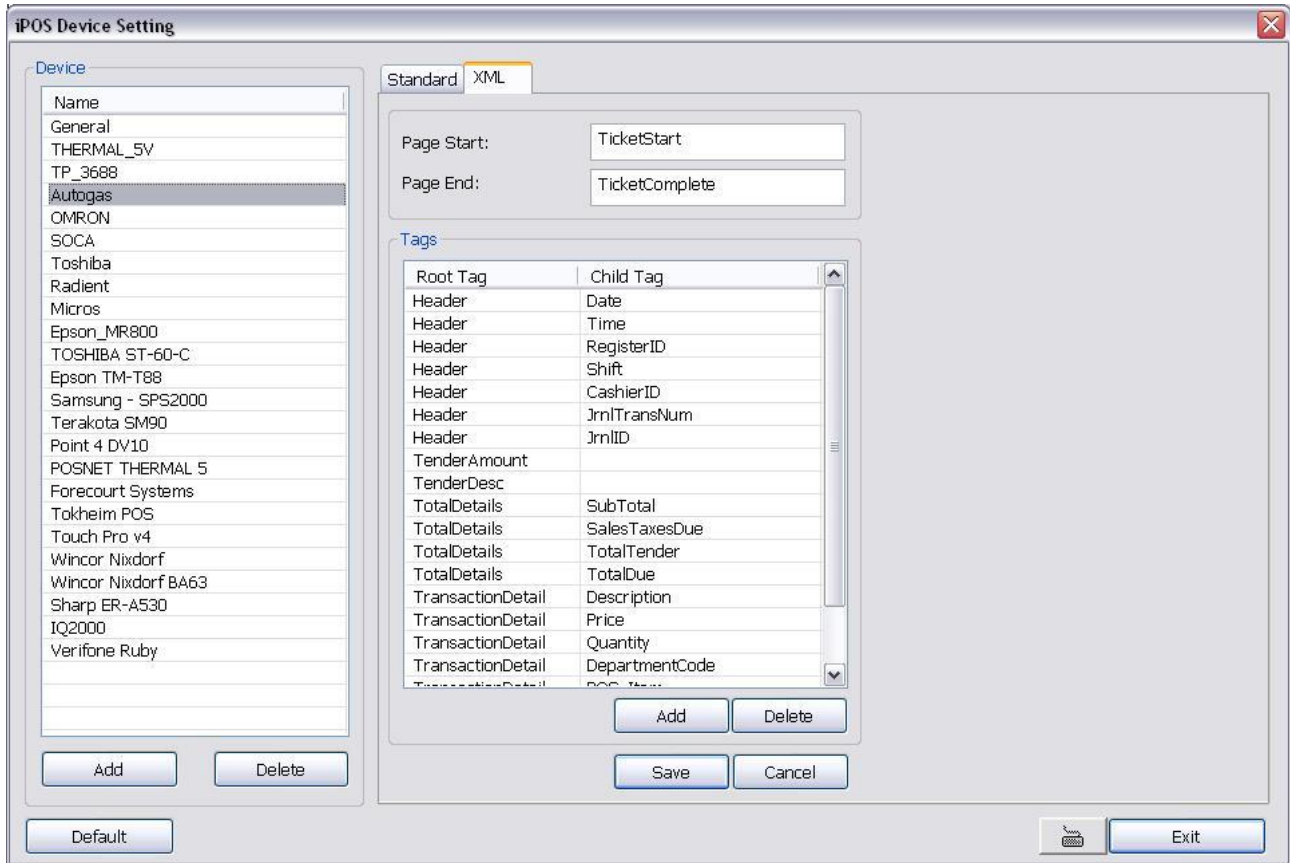 iPOS Device Setting
Device
Name
General
THERMAL_5V
TP_3688
Autogas
OMRON
SOCA
Toshiba
Radient
Micros
Epson_MR800
TOSHIBA ST-60-C
Epson TM-T88
Samsung - SPS2000
Terakota SM90
Point 4 DV10
POSNET THERMAL 5
Forecourt Systems
Tokheim POS
Touch Pro v4
Wincor Nixdorf
Wincor Nixdorf BA63
Sharp ER-A530
IQ2000
Verifone Ruby
Add Delete
Default
Standard XML
Page Start: TicketStart
Page End: TicketComplete
Tags
Root Tag Child Tag
Header Date
Header Time
Header RegisterID
Header Shift
Header CashierID
Header JrnlTransNum
Header JrnlID
TenderAmount
TenderDesc
TotalDetails SubTotal
TotalDetails SalesTaxesDue
TotalDetails TotalTender
TotalDetails TotalDue
TransactionDetail Description
TransactionDetail Price
TransactionDetail Quantity
TransactionDetail DepartmentCode
Add Delete
Save Cancel
Exit